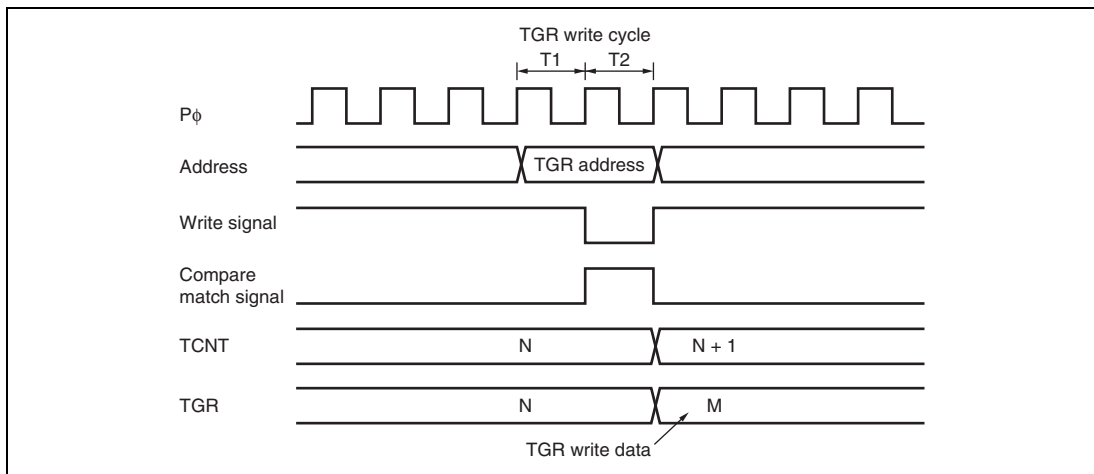 TGR write cycle
T1 T2
Pφ
Address TGR address
Write signal
Compare
match signal
TCNT N N + 1
TGR N M
TGR write data